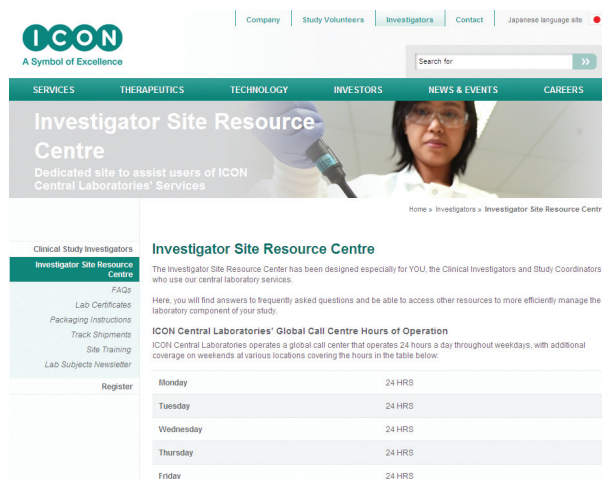 Company Study Volunteers Investigators Contact Japanese language site
ICON
A Symbol of Excellence
Search for
SERVICES THERAPEUTICS TECHNOLOGY INVESTORS NEWS & EVENTS CAREERS
Investigator Site Resource
Centre
Dedicated site to assist users of ICON
Central Laboratories' Services
Home » Investigators » Investigator Site Resource Centr
Clinical Study Investigators
Investigator Site Resource
Centre
FAQs
Lab Certificates
Packaging Instructions
Track Shipments
Site Training
Lab Subjects Newsletter
Register
Investigator Site Resource Centre
The Investigator Site Resource Center has been designed especially for YOU, the Clinical Investigators and Study Coordinators
who use our central laboratory services.
Here, you will find answers to frequently asked questions and be able to access other resources to more efficiently manage the
laboratory component of your study.
ICON Central Laboratories' Global Call Centre Hours of Operation
ICON Central Laboratories operates a global call center that operates 24 hours a day throughout weekdays, with additional
coverage on weekends at various locations covering the hours in the table below:
Monday 24 HRS
Tuesday 24 HRS
Wednesday 24 HRS
Thursday 24 HRS
Friday 24 HRS